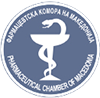 ФАРМАЦЕВТСКА КОМОРА НА МАКЕДОНИЈА
PHARMACEUTICAL CHAMBER OF MACEDONIA